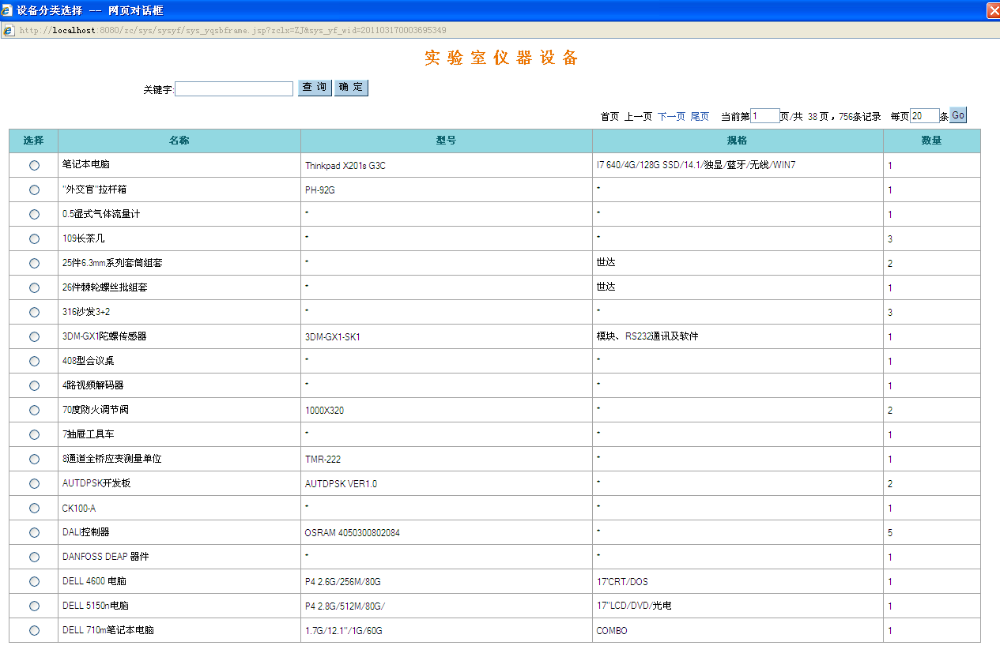 设备分类选择 -- 网页对话框
http://localhost:8080/zc/sys/sysyf/sys_yqsbframe.jsp?zclx=ZJ&sys_yf_wid=201103170003695349
实验室仪器设备
关键字: 查 询 确 定
首页 上一页 下一页 尾页 当前第1页/共 38 页，756条记录 每页20条 Go
选择 名称 型号 规格 数量
笔记本电脑 Thinkpad X201s G3C I7 640/4G/128G SSD/14.1/独显/蓝牙/无线/WIN7 1
"外交官"拉杆箱 PH-92G * 1
0.5湿式气体流量计 * * 1
109长茶几 * * 3
25件6.3mm系列套筒组套 * 世达 2
26件棘轮螺丝批组套 * 世达 1
316沙发3+2 * * 3
3DM-GX1陀螺传感器 3DM-GX1-SK1 模块、RS232通讯及软件 1
408型会议桌 * * 1
4路视频解码器 * * 1
70度防火调节阀 1000X320 * 2
7抽屉工具车 * * 1
8通道全桥应变测量单位 TMR-222 * 1
AUTDPSK开发板 AUTDPSK VER1.0 * 2
CK100-A * * 1
DALI控制器 OSRAM 4050300802084 * 5
DANFOSS DEAP 器件 * * 1
DELL 4600 电脑 P4 2.6G/256M/80G 17'CRT/DOS 1
DELL 5150n电脑 P4 2.8G/512M/80G/ 17"LCD/DVD/光电 1
DELL 710m笔记本电脑 1.7G/12.1"/1G/60G COMBO 1